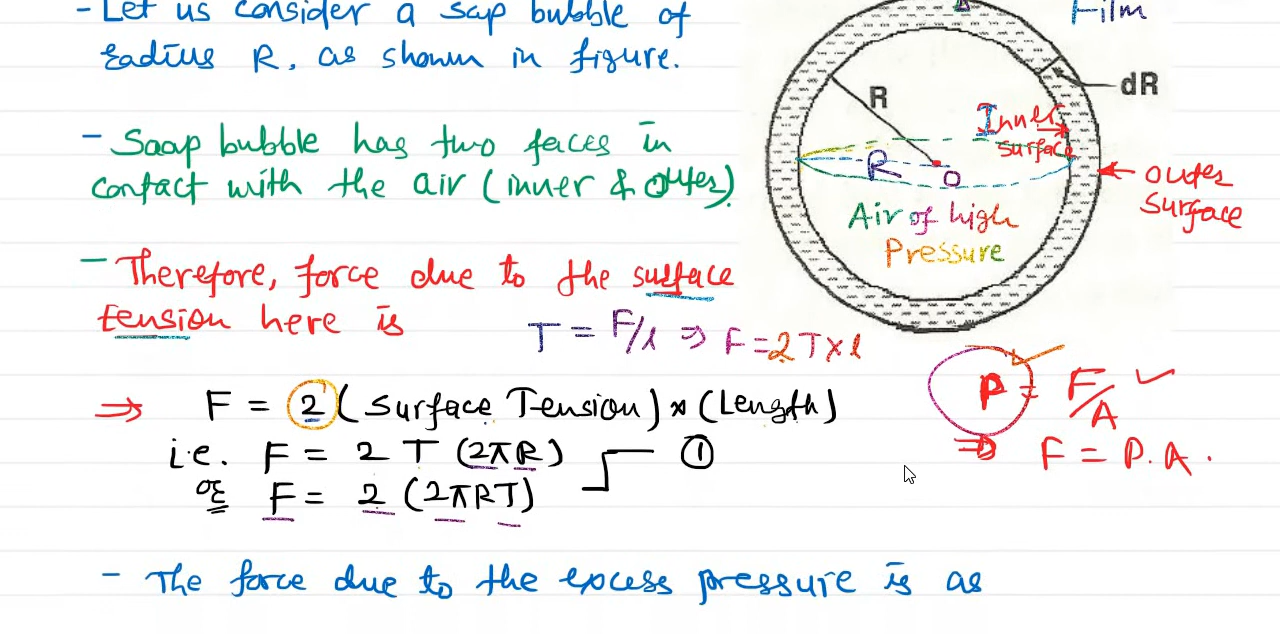 - Let us consider a sap bubble of
radius R, as shown in figure.
- Soap bubble has two faces in
contact with the air (inner & outer)
- Therefore, force due to the surface
tension here is
T = F/l ⇒ F = 2T×l
⇒ F = 2 (Surface Tension) × (Length)
i.e. F = 2 T (2πR)
or F = 2 (2πRT)
①
- The force due to the excess pressure is as
Film
dR
R
Inner
surface
R
O
outer
surface
Air of high
Pressure
P = F/A ✓
⇒ F = P.A.